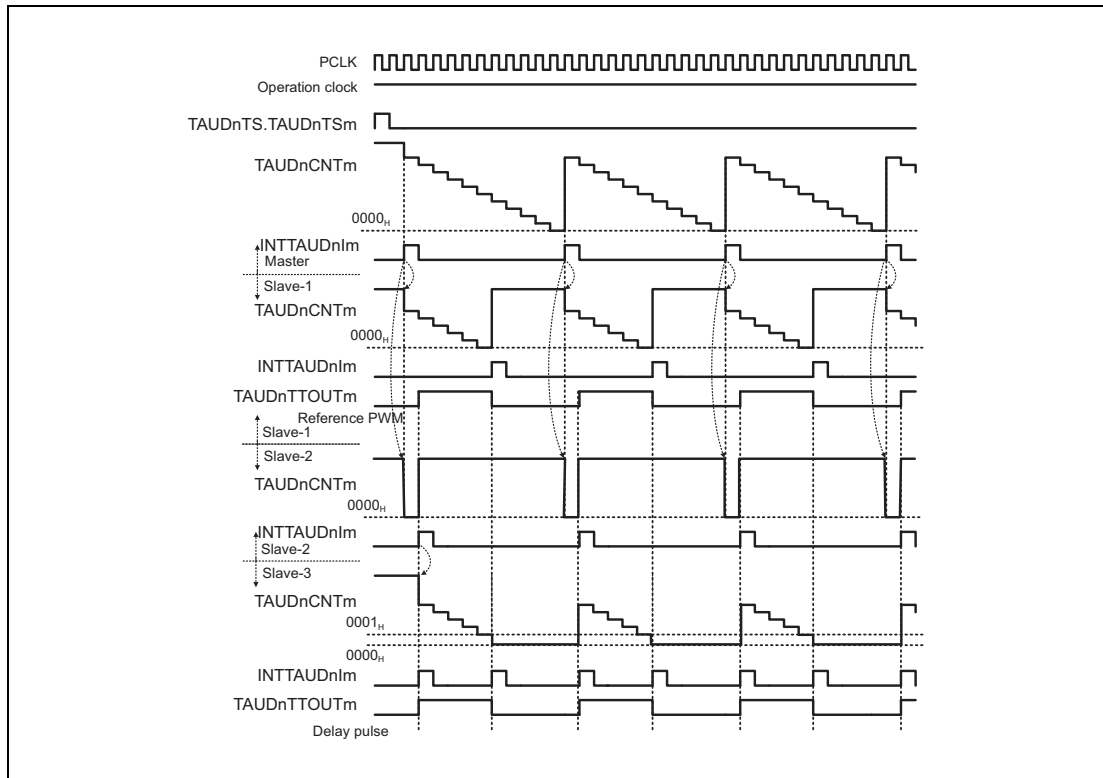 PCLK
Operation clock
TAUDnTS.TAUDnTSm
TAUDnCNTm
0000H
INTTAUDnIm
Master
Slave-1
TAUDnCNTm
0000H
INTTAUDnIm
TAUDnTTOUTm
Reference PWM
Slave-1
Slave-2
TAUDnCNTm
0000H
INTTAUDnIm
Slave-2
Slave-3
TAUDnCNTm
0001H
0000H
INTTAUDnIm
TAUDnTTOUTm
Delay pulse